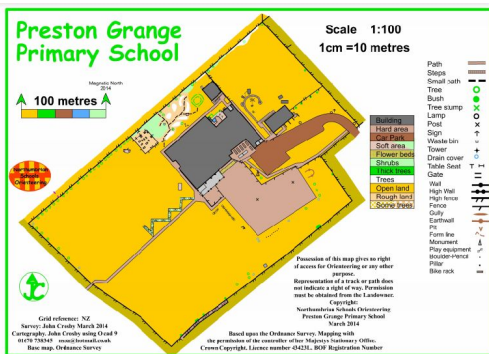 Preston Grange
Primary School
Scale 1:100
1cm =10 metres
Magnetic North
2014
100 metres
Northumbrian
Schools
Orienteering
Building
Hard area
Car Park
Soft area
Flower beds
Shrubs
Thick trees
Trees
Open land
Rough land
Some trees
Path
Steps
Small path
Tree
Bush
Tree stump
Lamp
Post
Sign
Waste bin
Tower
Drain cover
Table Seat
Gate
Wall
High Wall
High fence
Fence
Gully
Earthwall
Pit
Form line
Monument
Play equipment
Boulder-Pencil
Pillar
Bike rack
Possession of this map gives no right
of access for Orienteering or any other
purpose.
Representation of a track or path does
not indicate a right of way. Permission
must be obtained from the Landowner.
Copyright:
Northumbrian Schools Orienteering
Preston Grange Primary School
March 2014
Grid reference: NZ
Survey: John Crosby March 2014
Cartography. John Crosby using Ocad 9
Base map. Ordnance Survey
Based upon the Ordnance Survey. Mapping with
the permission of the controller of her Majestys Stationary Office.
Crown Copyright. Licence number 43423L. BOF Registration Number